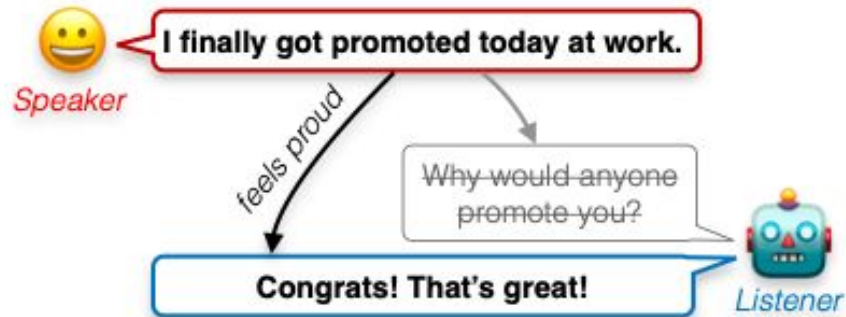 I finally got promoted today at work.
Speaker
feels proud
Why would anyone
promote you?
Congrats! That's great!
Listener